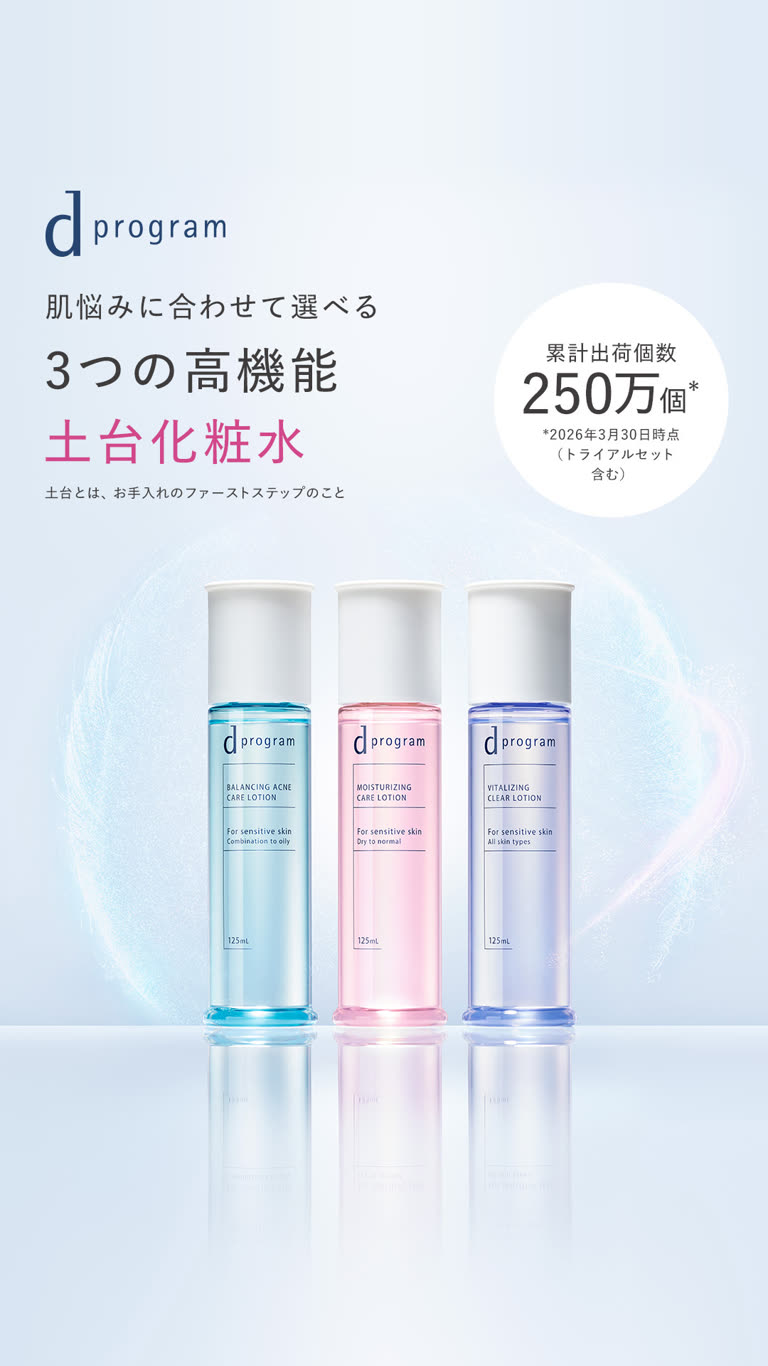 d program
肌悩みに合わせて選べる
3つの高機能
土台化粧水
土台とは、お手入れのファーストステップのこと
累計出荷個数
250万個*
*2026年3月30日時点
(トライアルセット
含む)
d program
BALANCING ACNE
CARE LOTION
For sensitive skin
Combination to oily
125mL
d program
MOISTURIZING
CARE LOTION
For sensitive skin
Dry to normal
125mL
d program
VITALIZING
CLEAR LOTION
For sensitive skin
All skin types
125mL